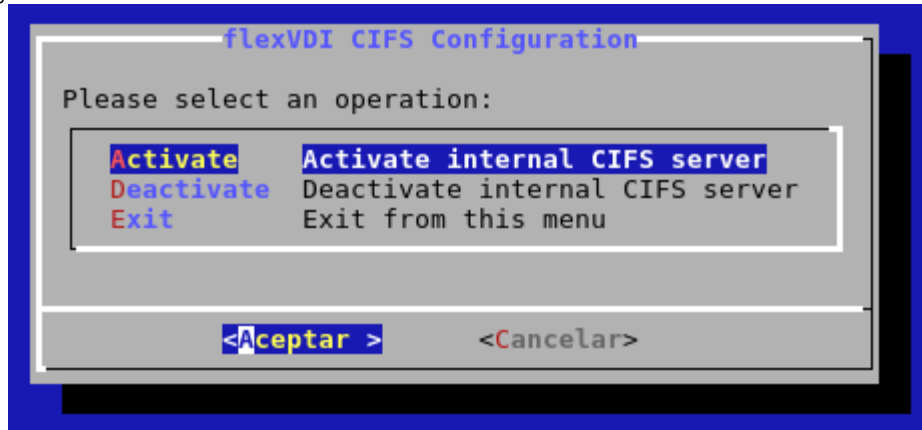 flexVDI CIFS Configuration
Please select an operation:
Activate Activate internal CIFS server
Deactivate Deactivate internal CIFS server
Exit Exit from this menu
<Aceptar > <Cancelar>